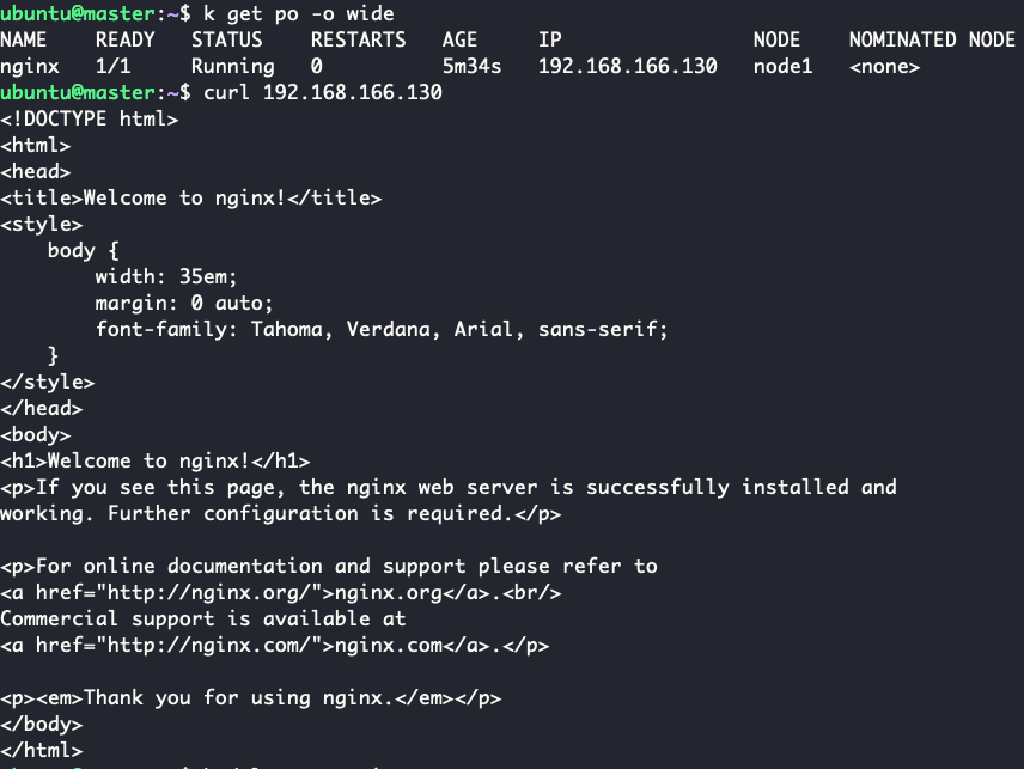 ubuntu@master:~$ k get po -o wide
NAME    READY   STATUS    RESTARTS   AGE     IP                NODE    NOMINATED NODE
nginx   1/1     Running   0          5m34s   192.168.166.130   node1   <none>
ubuntu@master:~$ curl 192.168.166.130
<!DOCTYPE html>
<html>
<head>
<title>Welcome to nginx!</title>
<style>
    body {
        width: 35em;
        margin: 0 auto;
        font-family: Tahoma, Verdana, Arial, sans-serif;
    }
</style>
</head>
<body>
<h1>Welcome to nginx!</h1>
<p>If you see this page, the nginx web server is successfully installed and
working. Further configuration is required.</p>

<p>For online documentation and support please refer to
<a href="http://nginx.org/">nginx.org</a>.<br/>
Commercial support is available at
<a href="http://nginx.com/">nginx.com</a>.</p>

<p><em>Thank you for using nginx.</em></p>
</body>
</html>